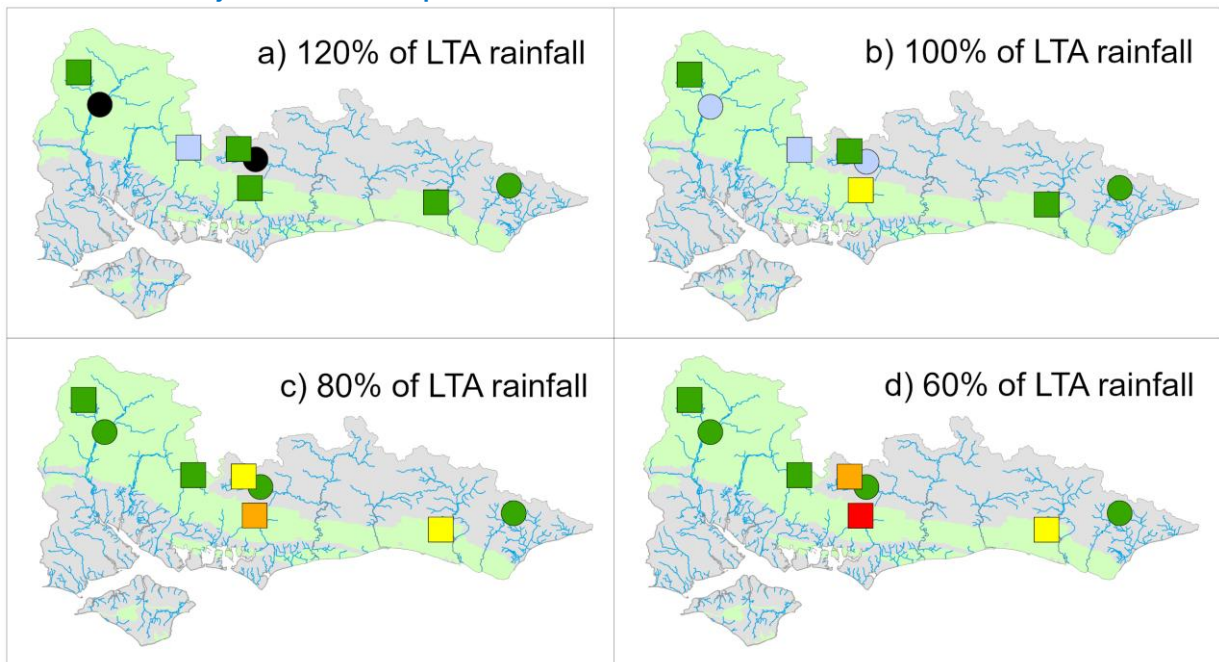 a) 120% of LTA rainfall
b) 100% of LTA rainfall
c) 80% of LTA rainfall
d) 60% of LTA rainfall